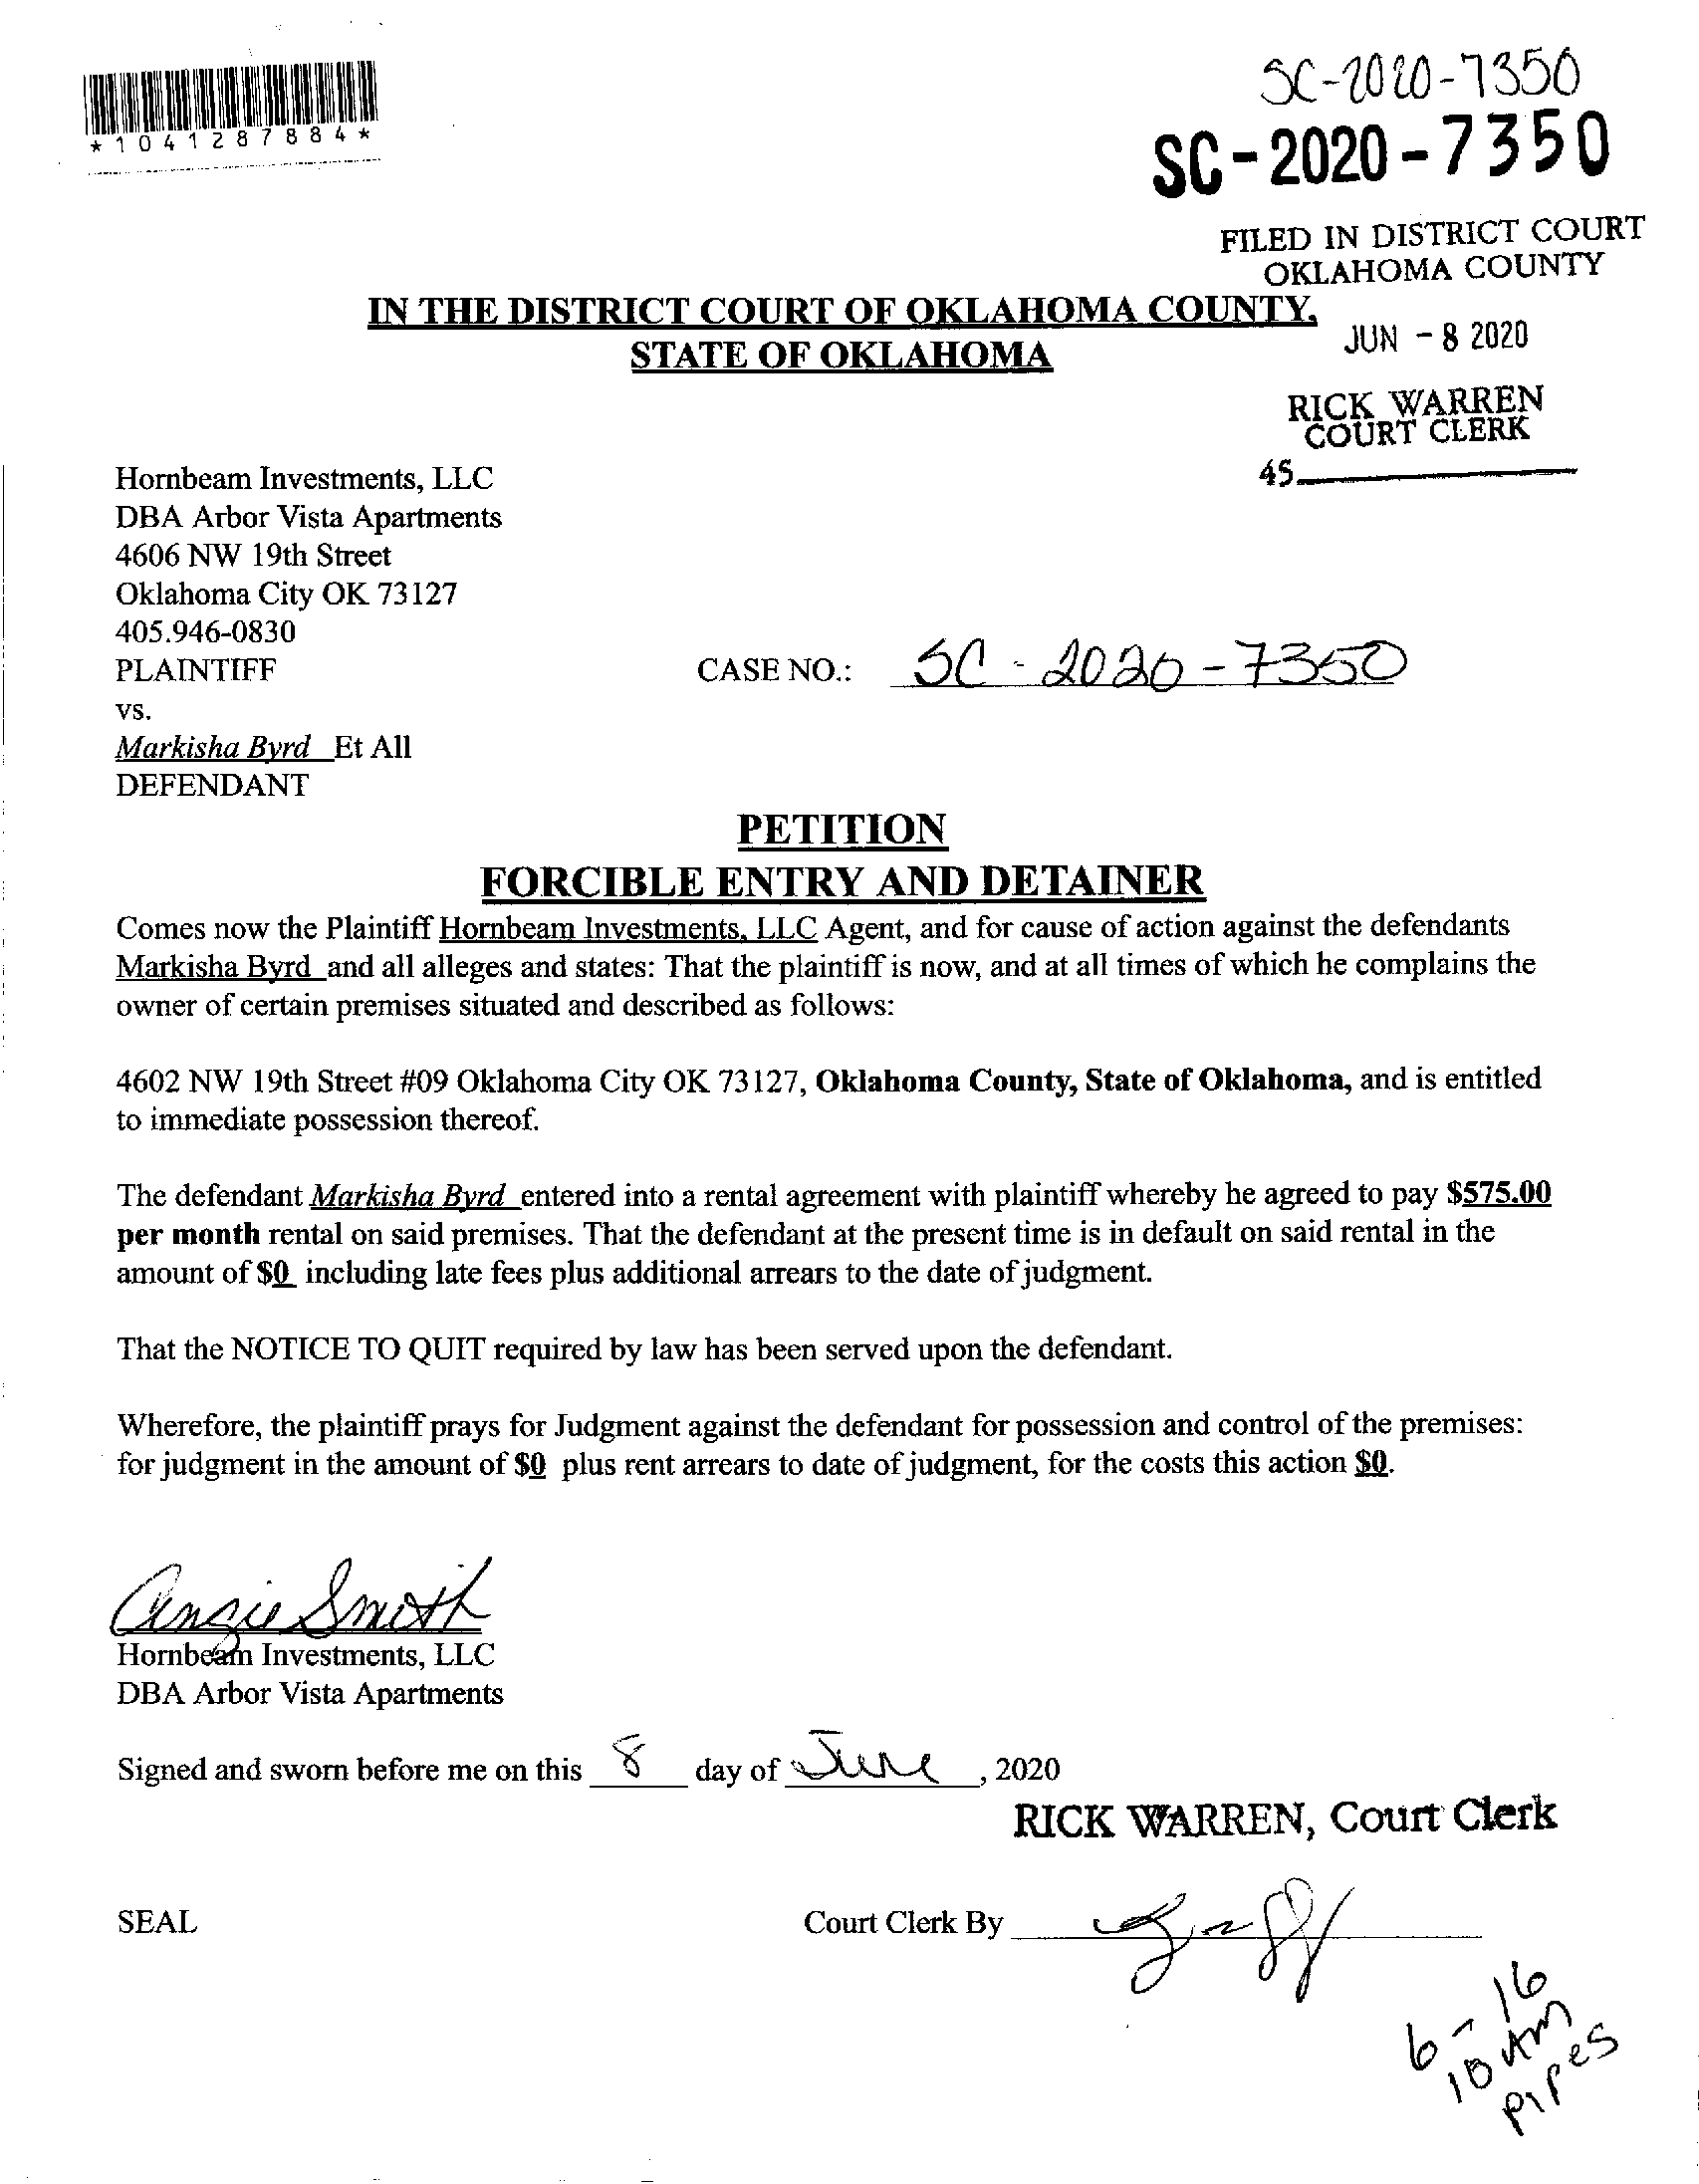 *1041287884*
SC-2020-7350
SC-2020-7350
FILED IN DISTRICT COURT
OKLAHOMA COUNTY
IN THE DISTRICT COURT OF OKLAHOMA COUNTY,
STATE OF OKLAHOMA
JUN - 8 2020
RICK WARREN
COURT CLERK
45
Hornbeam Investments, LLC
DBA Arbor Vista Apartments
4606 NW 19th Street
Oklahoma City OK 73127
405.946-0830
PLAINTIFF
CASE NO.: SC - 2020 - 7350
vs.
Markisha Byrd Et All
DEFENDANT
PETITION
FORCIBLE ENTRY AND DETAINER
Comes now the Plaintiff Hornbeam Investments, LLC Agent, and for cause of action against the defendants
Markisha Byrd and all alleges and states: That the plaintiff is now, and at all times of which he complains the
owner of certain premises situated and described as follows:
4602 NW 19th Street #09 Oklahoma City OK 73127, Oklahoma County, State of Oklahoma, and is entitled
to immediate possession thereof.
The defendant Markisha Byrd entered into a rental agreement with plaintiff whereby he agreed to pay $575.00
per month rental on said premises. That the defendant at the present time is in default on said rental in the
amount of $0 including late fees plus additional arrears to the date of judgment.
That the NOTICE TO QUIT required by law has been served upon the defendant.
Wherefore, the plaintiff prays for Judgment against the defendant for possession and control of the premises:
for judgment in the amount of $0 plus rent arrears to date of judgment, for the costs this action $0.
Angie Smith
Hornbeam Investments, LLC
DBA Arbor Vista Apartments
Signed and sworn before me on this 8 day of June, 2020
RICK WARREN, Court Clerk
SEAL
Court Clerk By
6-16
10 AM
Pipes